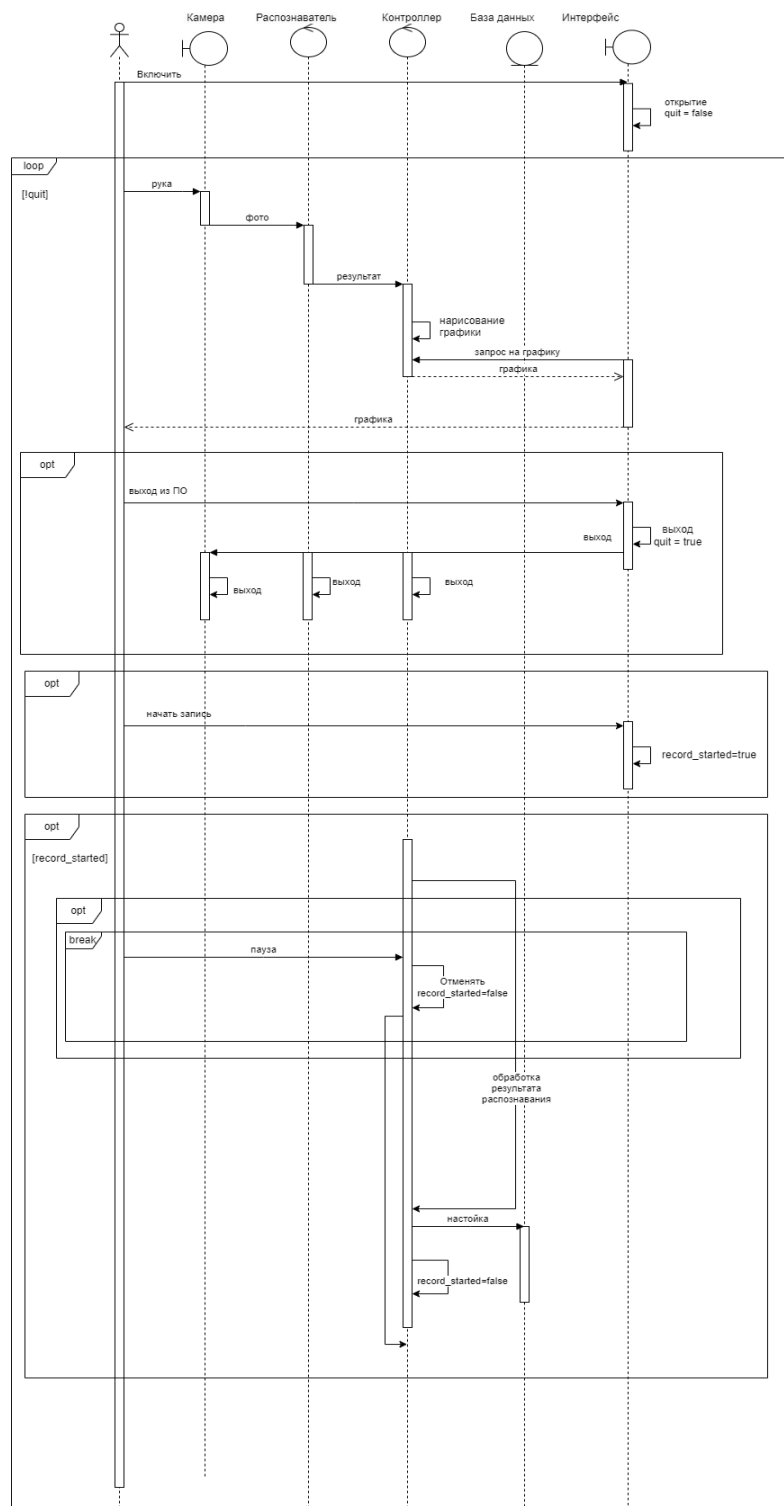 Камера
Распознаватель
Контроллер
База данных
Интерфейс
Включить
открытие
quit = false
loop
[!quit]
рука
фото
результат
нарисование
графики
запрос на графику
графика
графика
opt
выход из ПО
выход
quit = true
выход
выход
выход
выход
opt
начать запись
record_started=true
opt
[record_started]
opt
break
пауза
Отменять
record_started=false
обработка
результата
распознавания
настойка
record_started=false